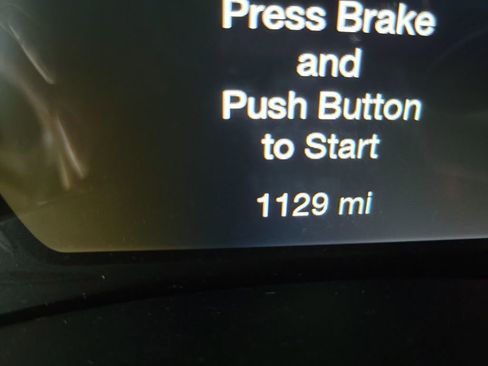 Press Brake
and
Push Button
to Start
1129 mi